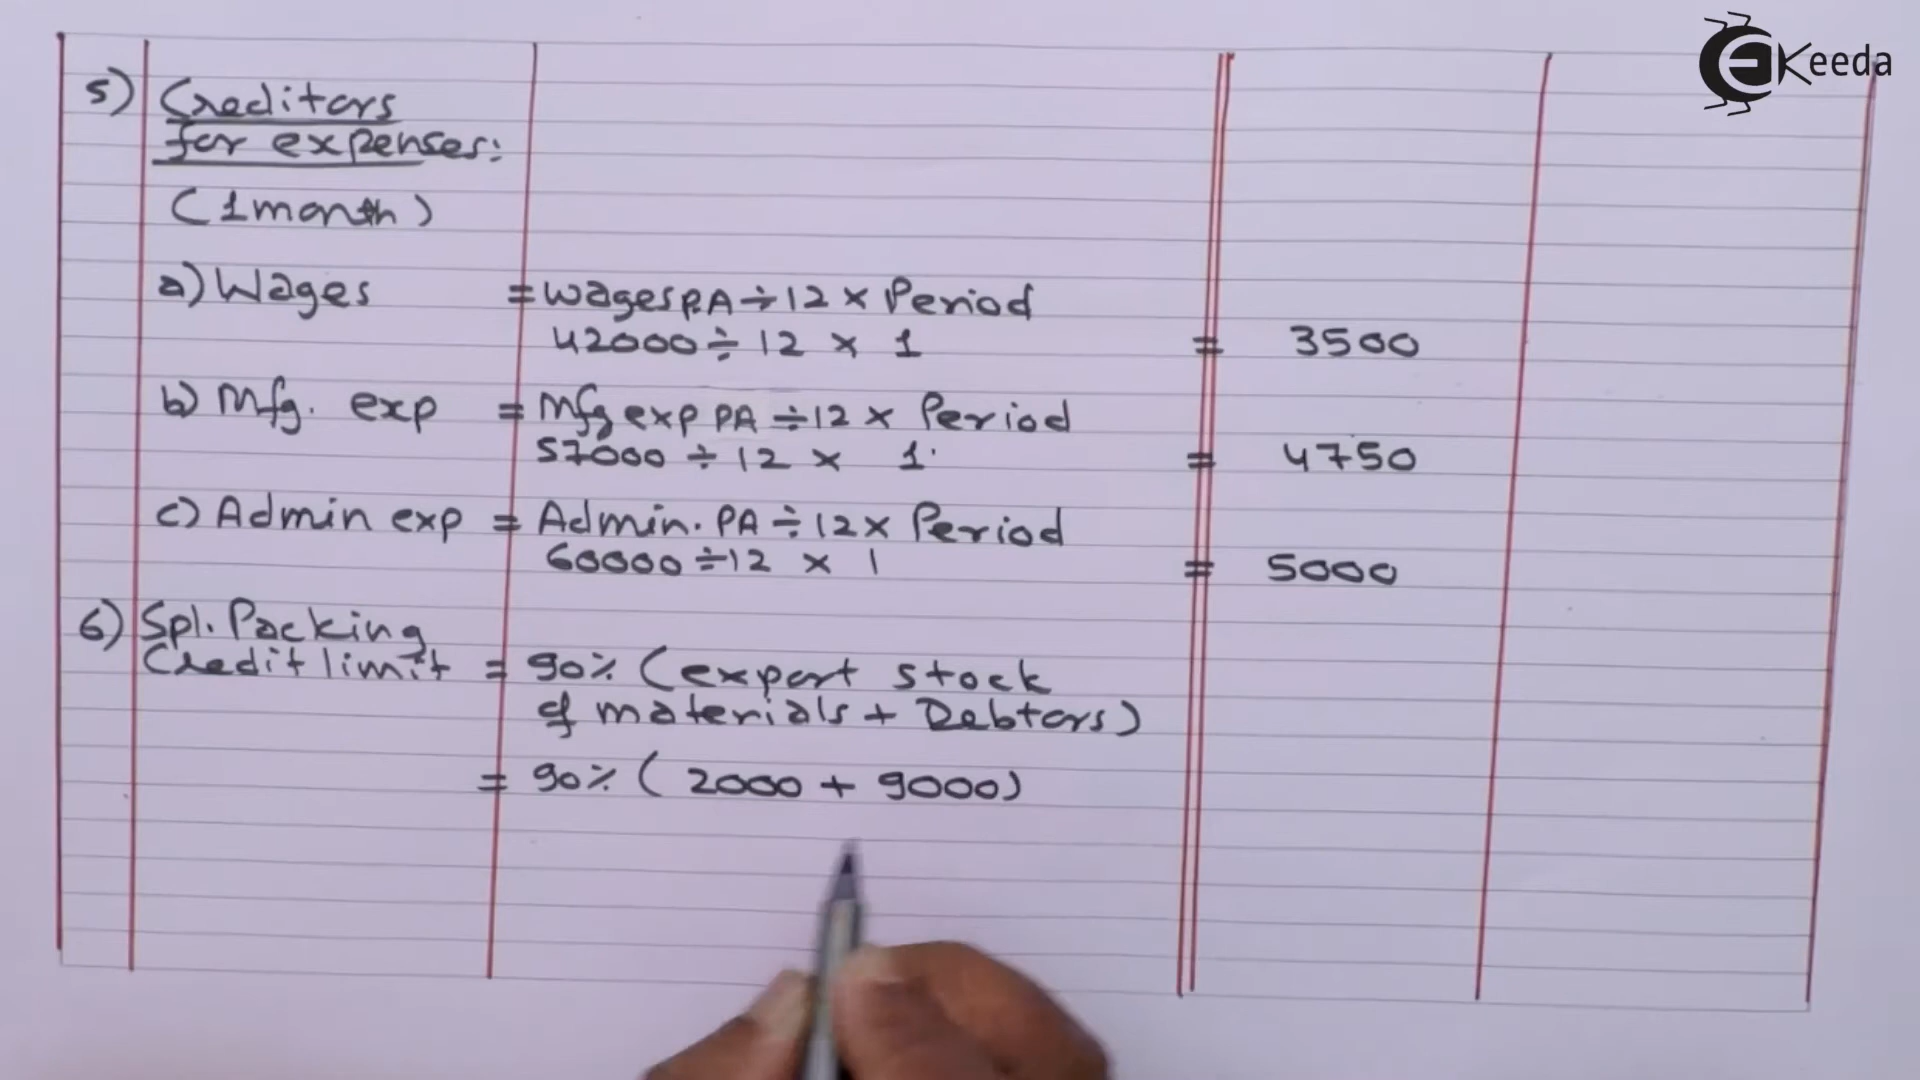 Keeda
5) Creditors
for expenses:
(1 month)
a) Wages = Wages P.A ÷ 12 × Period
42000 ÷ 12 × 1 = 3500
b) Mfg. exp = Mfg exp PA ÷ 12 × Period
57000 ÷ 12 × 1 = 4750
c) Admin exp = Admin. PA ÷ 12 × Period
60000 ÷ 12 × 1 = 5000
6) Spl. Packing
Credit limit = 90% (export stock
of materials + Debtors)
= 90% ( 2000 + 9000)